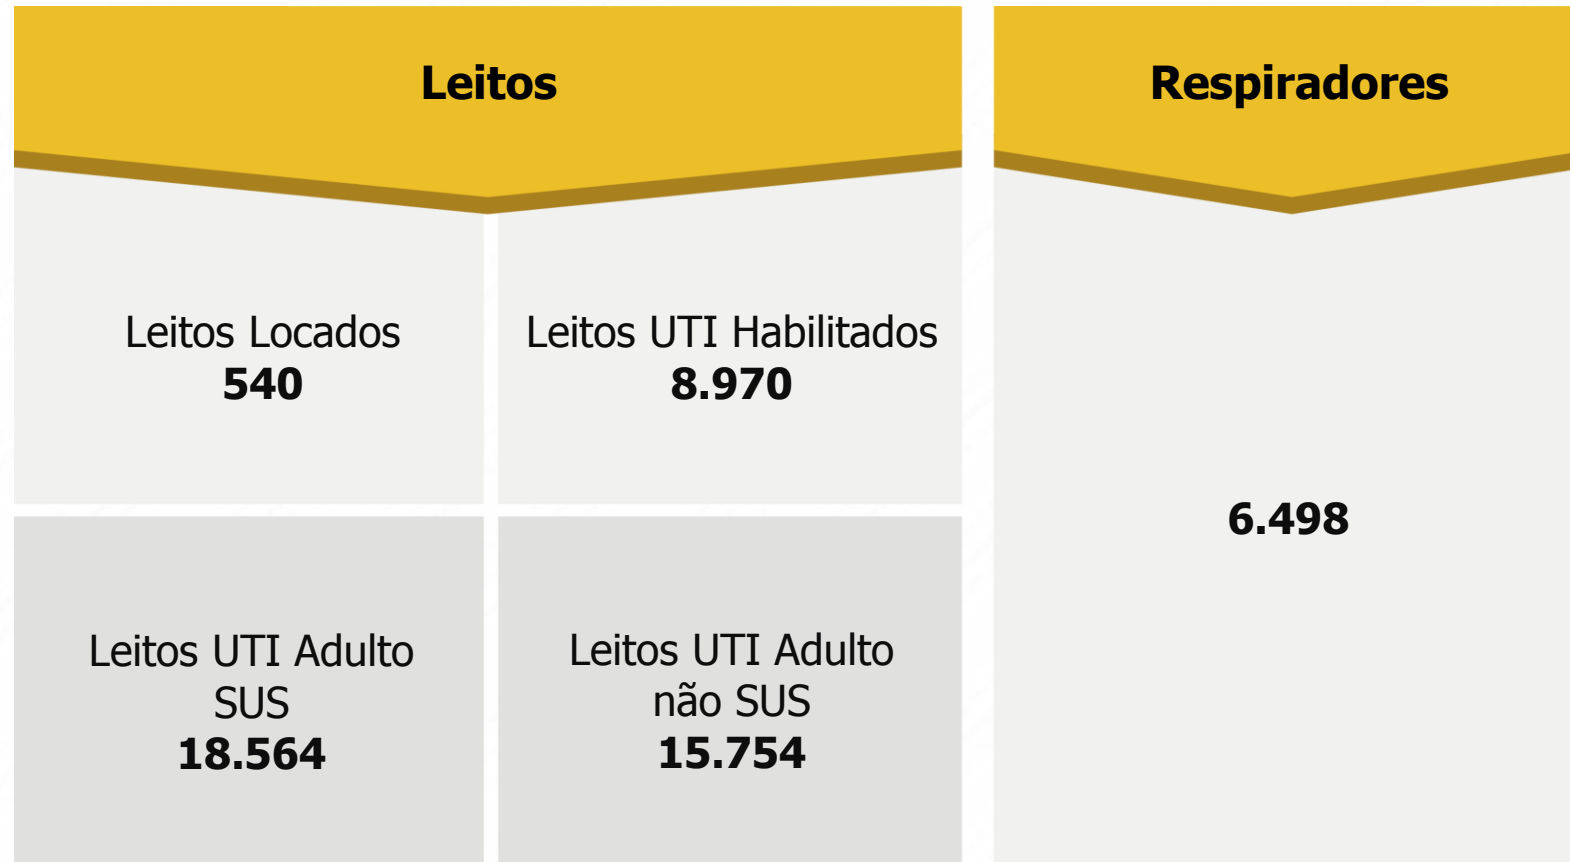 Leitos
Leitos Locados
540
Leitos UTI Habilitados
8.970
Leitos UTI Adulto
SUS
18.564
Leitos UTI Adulto
não SUS
15.754
Respiradores
6.498